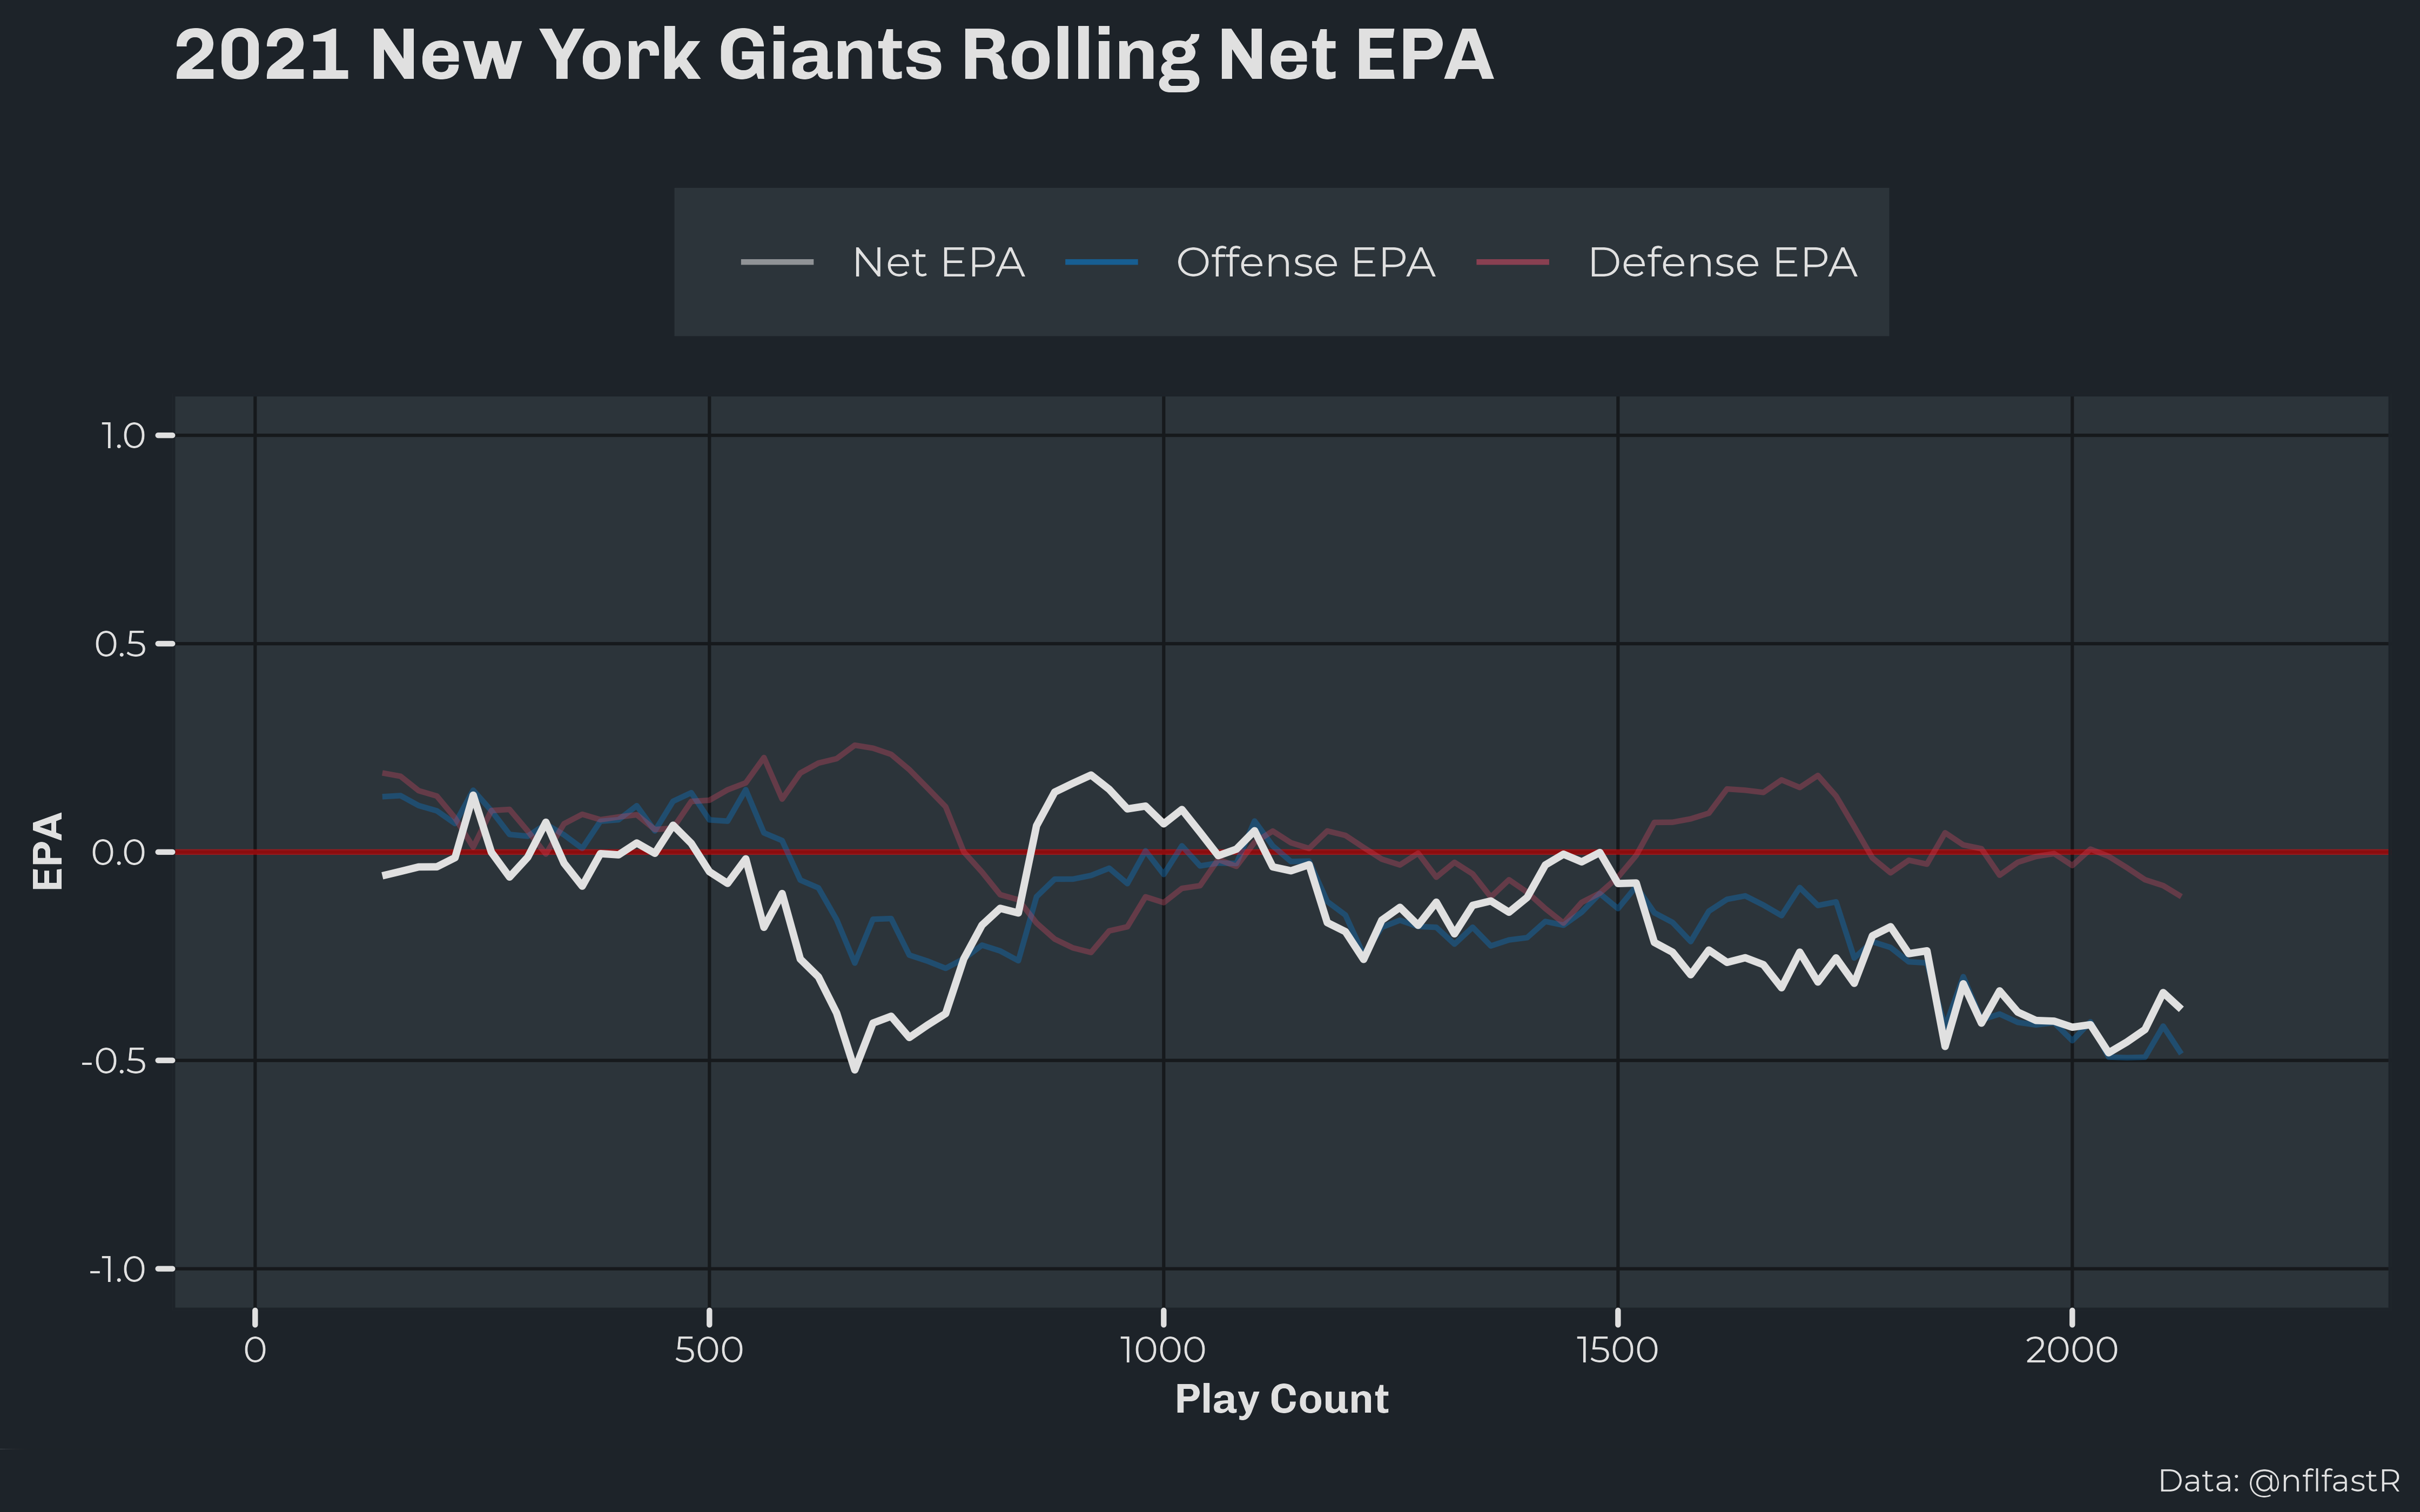 2021 New York Giants Rolling Net EPA
Net EPA Offense EPA Defense EPA
1.0
0.5
0.0
-0.5
-1.0
EPA
0 500 1000 1500 2000
Play Count
Data: @nflfastR